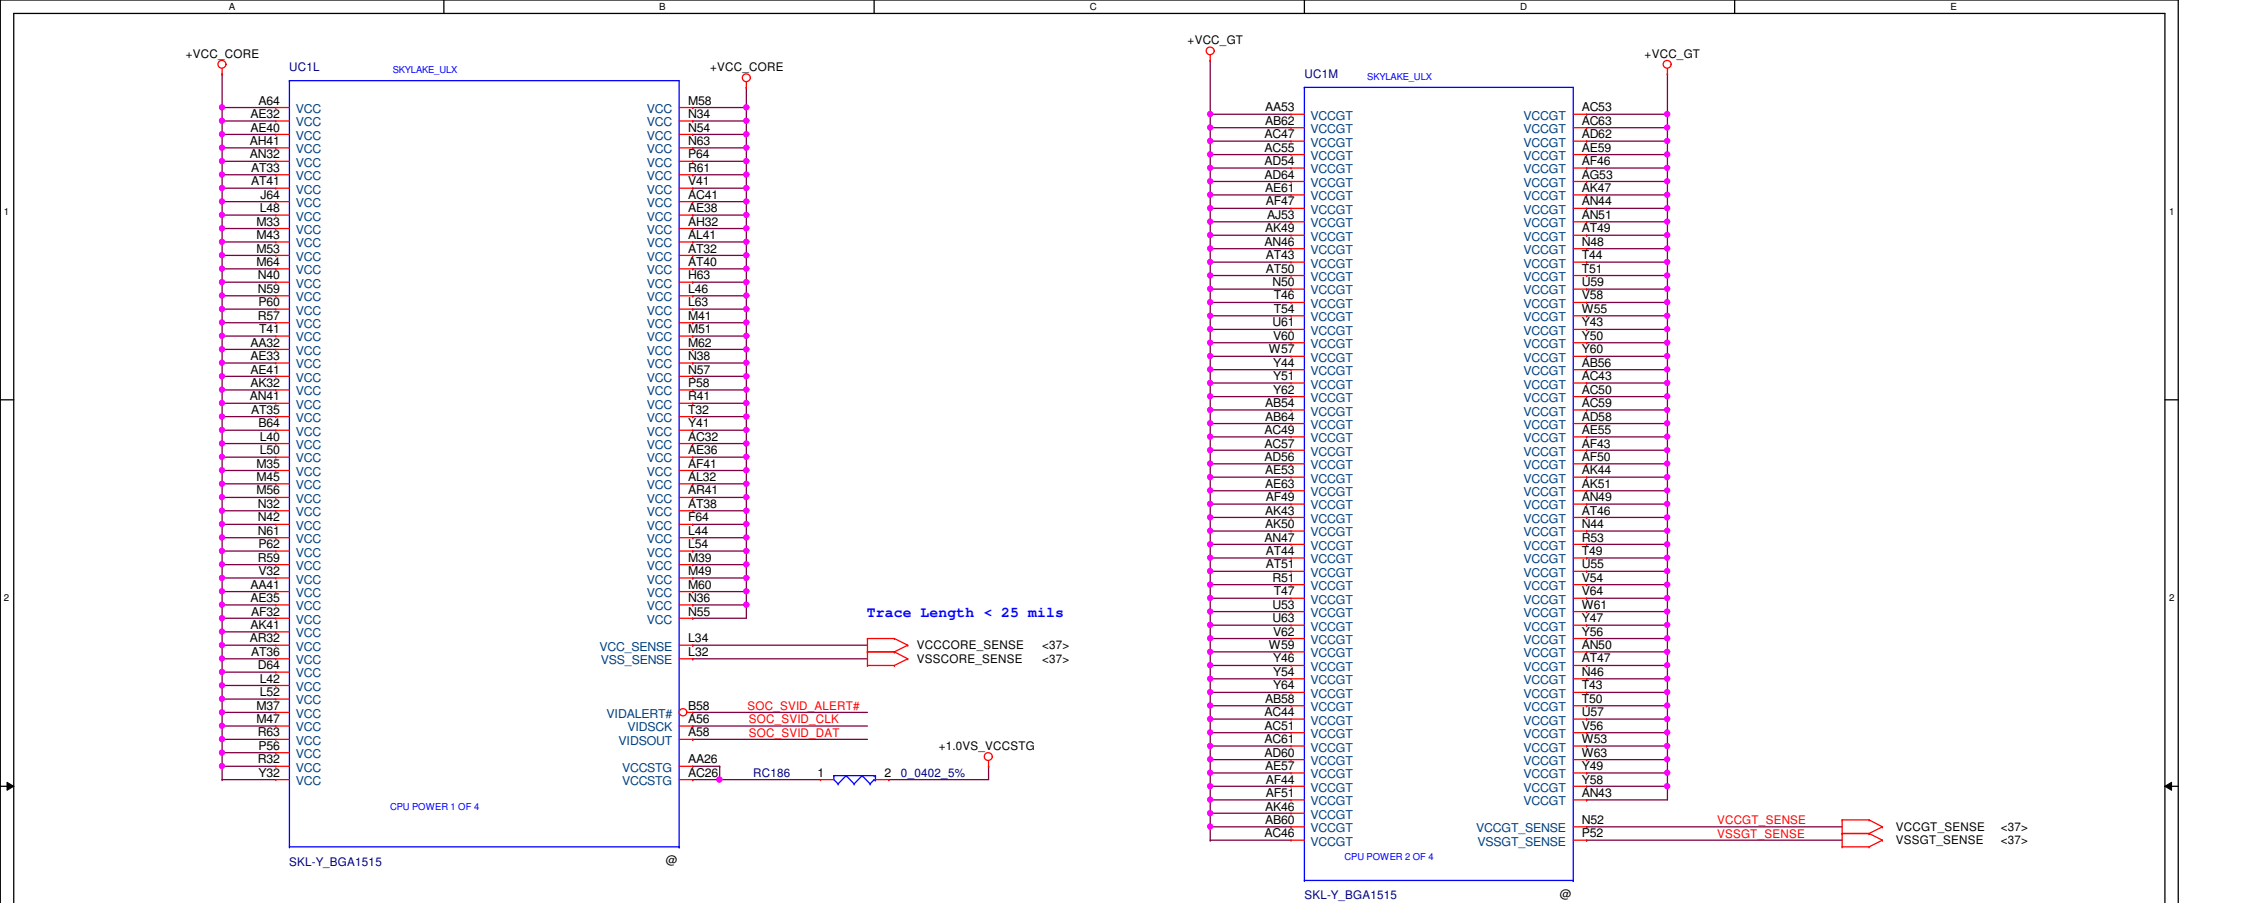 A B C D E
+VCC_CORE
UC1L
SKYLAKE_ULX
+VCC_CORE
A64 VCC VCC M58
AE32 VCC VCC N34
AE40 VCC VCC N54
AH41 VCC VCC N63
AN32 VCC VCC P64
AT33 VCC VCC R61
AT41 VCC VCC V41
J64 VCC VCC AC41
L48 VCC VCC AE38
M33 VCC VCC AH32
M43 VCC VCC AL41
M53 VCC VCC AT32
M64 VCC VCC AT40
N40 VCC VCC H63
N59 VCC VCC L46
P60 VCC VCC L63
R57 VCC VCC M41
T41 VCC VCC M51
AA32 VCC VCC M62
AE33 VCC VCC N38
AE41 VCC VCC N57
AK32 VCC VCC P58
AN41 VCC VCC R41
AT35 VCC VCC T32
B64 VCC VCC Y41
L40 VCC VCC AC32
L50 VCC VCC AE36
M35 VCC VCC AF41
M45 VCC VCC AL32
M56 VCC VCC AR41
N32 VCC VCC AT38
N42 VCC VCC F64
N61 VCC VCC L44
P62 VCC VCC L54
R59 VCC VCC M39
V32 VCC VCC M49
AA41 VCC VCC M60
AE35 VCC VCC N36
AF32 VCC VCC N55
AK41 VCC
AR32 VCC VCC_SENSE L34
AT36 VCC VSS_SENSE L32
D64 VCC
L42 VCC
L52 VCC
M37 VCC VIDALERT# B58 SOC_SVID_ALERT#
M47 VCC VIDSCK A56 SOC_SVID_CLK
R63 VCC VIDSOUT A58 SOC_SVID_DAT
P56 VCC
R32 VCC VCCSTG AA26
Y32 VCC VCCSTG AC26 RC186 1 2 0_0402_5%
+1.0VS_VCCSTG
Trace Length < 25 mils
VCCCORE_SENSE <37>
VSSCORE_SENSE <37>
CPU POWER 1 OF 4
SKL-Y_BGA1515 @
+VCC_GT
UC1M
SKYLAKE_ULX
+VCC_GT
AA53 VCCGT VCCGT AC53
AB62 VCCGT VCCGT AC63
AC47 VCCGT VCCGT AD62
AC55 VCCGT VCCGT AE59
AD54 VCCGT VCCGT AF46
AD64 VCCGT VCCGT AG53
AE61 VCCGT VCCGT AK47
AF47 VCCGT VCCGT AN44
AJ53 VCCGT VCCGT AN51
AK49 VCCGT VCCGT AT49
AN46 VCCGT VCCGT N48
AT43 VCCGT VCCGT T44
AT50 VCCGT VCCGT T51
N50 VCCGT VCCGT U59
T46 VCCGT VCCGT V58
T54 VCCGT VCCGT W55
U61 VCCGT VCCGT Y43
V60 VCCGT VCCGT Y50
W57 VCCGT VCCGT Y60
Y44 VCCGT VCCGT AB56
Y51 VCCGT VCCGT AC43
Y62 VCCGT VCCGT AC50
AB54 VCCGT VCCGT AC59
AB64 VCCGT VCCGT AD58
AC49 VCCGT VCCGT AE55
AC57 VCCGT VCCGT AF43
AD56 VCCGT VCCGT AF50
AE53 VCCGT VCCGT AK44
AE63 VCCGT VCCGT AK51
AF49 VCCGT VCCGT AN49
AK43 VCCGT VCCGT AT46
AK50 VCCGT VCCGT N44
AN47 VCCGT VCCGT R53
AT44 VCCGT VCCGT T49
AT51 VCCGT VCCGT U55
R51 VCCGT VCCGT V54
T47 VCCGT VCCGT V64
U53 VCCGT VCCGT W61
U63 VCCGT VCCGT Y47
V62 VCCGT VCCGT Y56
W59 VCCGT VCCGT AN50
Y46 VCCGT VCCGT AT47
Y54 VCCGT VCCGT N46
Y64 VCCGT VCCGT T43
AB58 VCCGT VCCGT T50
AC44 VCCGT VCCGT U57
AC51 VCCGT VCCGT V56
AC61 VCCGT VCCGT W53
AD60 VCCGT VCCGT W63
AE57 VCCGT VCCGT Y49
AF44 VCCGT VCCGT Y58
AF51 VCCGT VCCGT AN43
AK46 VCCGT
AB60 VCCGT VCCGT_SENSE N52 VCCGT_SENSE VCCGT_SENSE <37>
AC46 VCCGT VSSGT_SENSE P52 VSSGT_SENSE VSSGT_SENSE <37>
CPU POWER 2 OF 4
SKL-Y_BGA1515 @
1 1
2 2